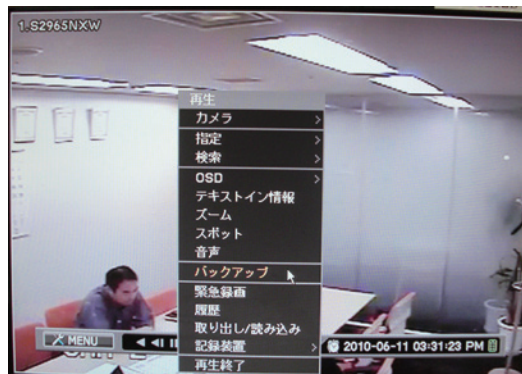 1.S2965NXW
再生
カメラ >
指定 >
検索 >
OSD >
テキストイン情報
ズーム
スポット
音声
バックアップ
緊急録画
履歴
取り出し/読み込み
記録装置 >
再生終了
MENU
2010-06-11 03:31:23 PM